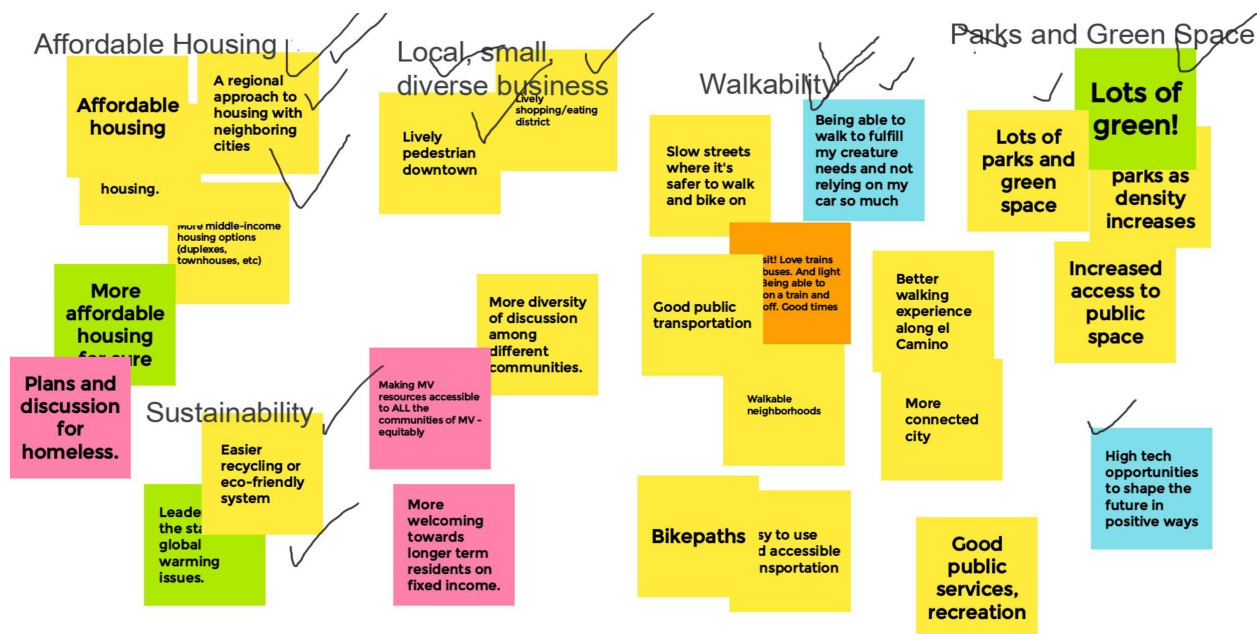 Affordable Housing
Affordable
housing
A regional
approach to
housing with
neighboring
cities
housing.
More middle-income
housing options
(duplexes,
townhouses, etc)
More
affordable
housing
for sure
Plans and
discussion
for
homeless.
Sustainability
Easier
recycling or
eco-friendly
system
the
global
warming
issues.
Local, small,
diverse business
Lively
pedestrian
downtown
Lively
shopping/eating
district
More diversity
of discussion
among
different
communities.
Making MV
resources accessible
to ALL the
communities of MV -
equitably
More
welcoming
towards
longer term
residents on
fixed income.
Walkability
Slow streets
where it's
safer to walk
and bike on
Being able to
walk to fulfill
my creature
needs and not
relying on my
car so much
Good public
transportation
sit! Love trains
buses. And light
Being able to
on a train and
off. Good times
Better
walking
experience
along el
Camino
Walkable
neighborhoods
More
connected
city
Bikepaths
sy to use
d accessible
nsportation
Good
public
services,
recreation
Parks and Green Space
Lots of
parks and
green
space
Lots of
green!
parks as
density
increases
Increased
access to
public
space
High tech
opportunities
to shape the
future in
positive ways